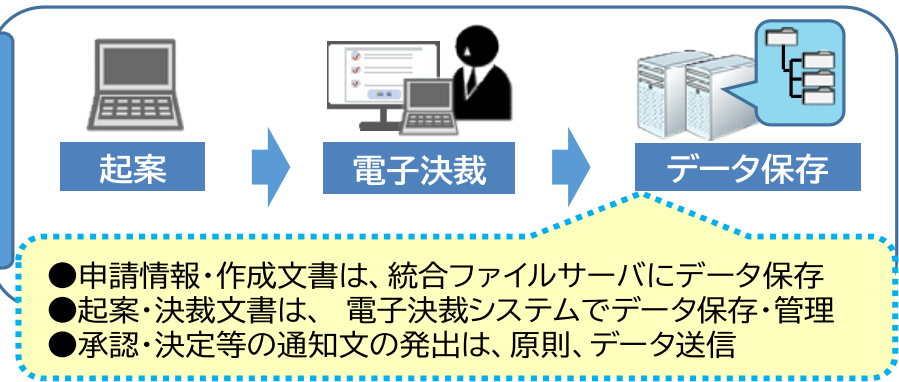 起案
電子決裁
データ保存
●申請情報・作成文書は、統合ファイルサーバにデータ保存
●起案・決裁文書は、 電子決裁システムでデータ保存・管理
●承認・決定等の通知文の発出は、原則、データ送信